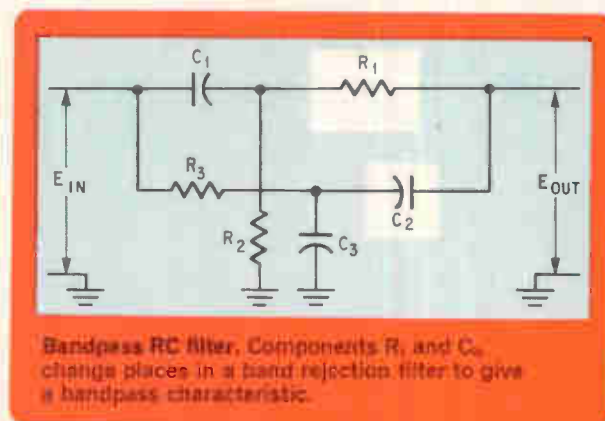 C1
R1
R3
EIN
EOUT
R2
C3
C2
Bandpass RC filter. Components R, and C2
change places in a band rejection filter to give
a bandpass characteristic.